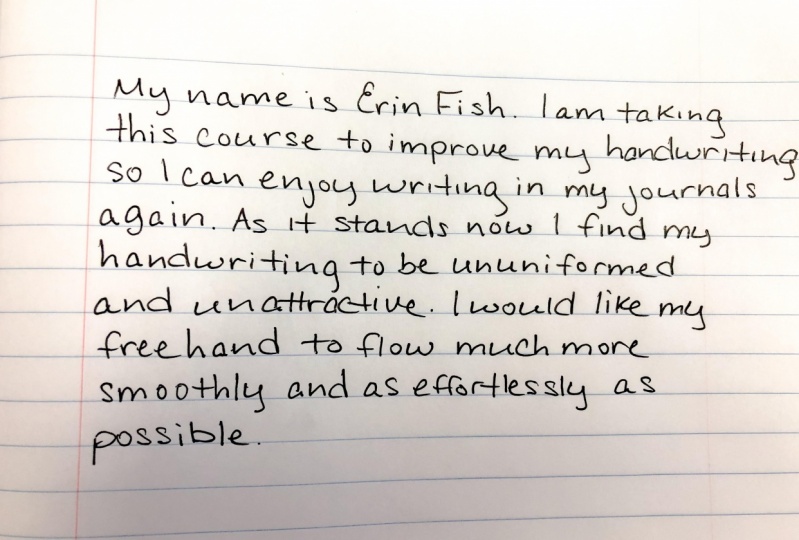 My name is Erin Fish. I am taking
this course to improve my handwriting
so I can enjoy writing in my journals
again. As it stands now I find my
handwriting to be ununiformed
and unattractive. I would like my
freehand to flow much more
smoothly and as effortlessly as
possible.